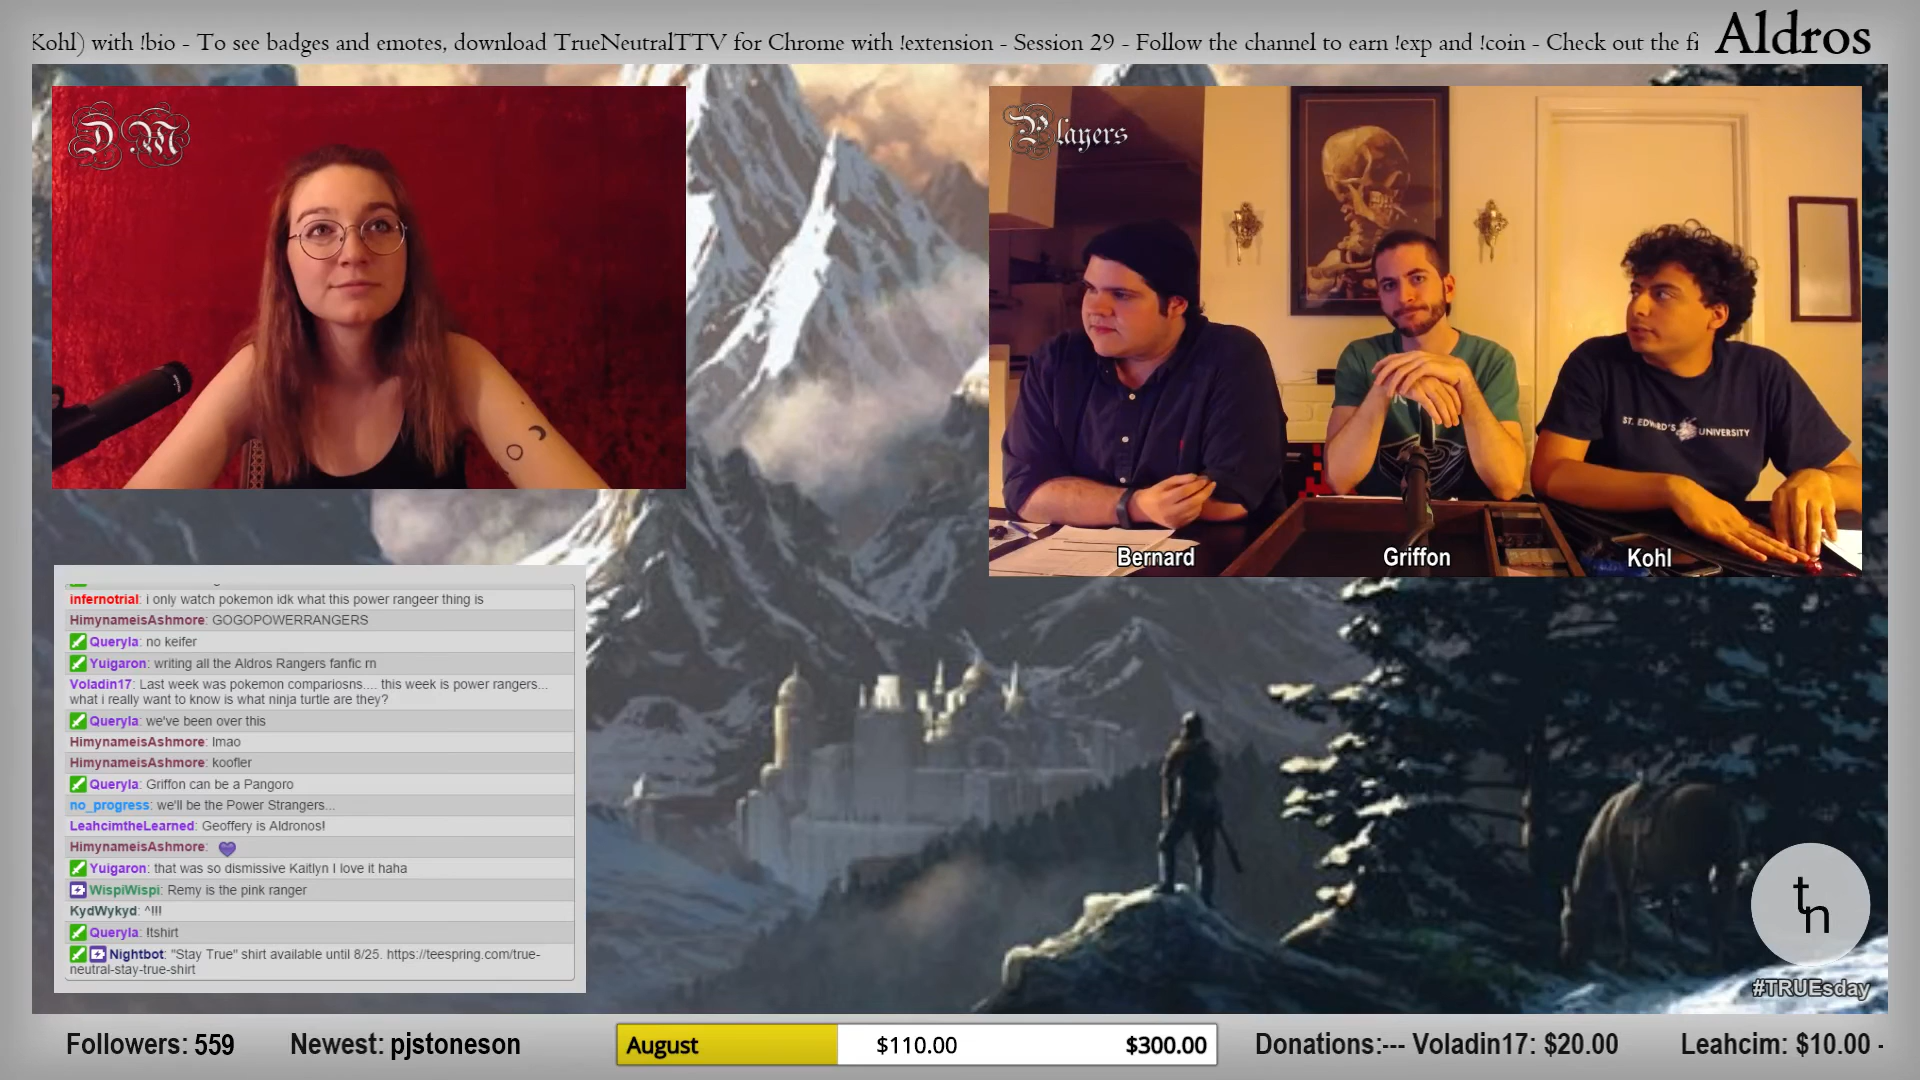 Kohl) with !bio - To see badges and emotes, download TrueNeutralTTV for Chrome with !extension - Session 29 - Follow the channel to earn !exp and !coin - Check out the fi
Aldros
D.M
Players
ST. EDWARD'S UNIVERSITY
Bernard
Griffon
Kohl
infernotrial: i only watch pokemon idk what this power rangeer thing is
HimynameisAshmore: GOGOPOWERRANGERS
Queryla: no keifer
Yuigaron: writing all the Aldros Rangers fanfic rn
Voladin17: Last week was pokemon compariosns.... this week is power rangers...
what i really want to know is what ninja turtle are they?
Queryla: we've been over this
HimynameisAshmore: lmao
HimynameisAshmore: koofler
Queryla: Griffon can be a Pangoro
no_progress: we'll be the Power Strangers...
LeahcimtheLearned: Geoffery is Aldronos!
HimynameisAshmore:
Yuigaron: that was so dismissive Kaitlyn I love it haha
WispiWispi: Remy is the pink ranger
KydWykyd: ^!!!
Queryla: !tshirt
Nightbot: "Stay True" shirt available until 8/25. https://teespring.com/true-
neutral-stay-true-shirt
tn
#TRUEsday
Followers: 559
Newest: pjstoneson
August
$110.00
$300.00
Donations:--- Voladin17: $20.00
Leahcim: $10.00 -